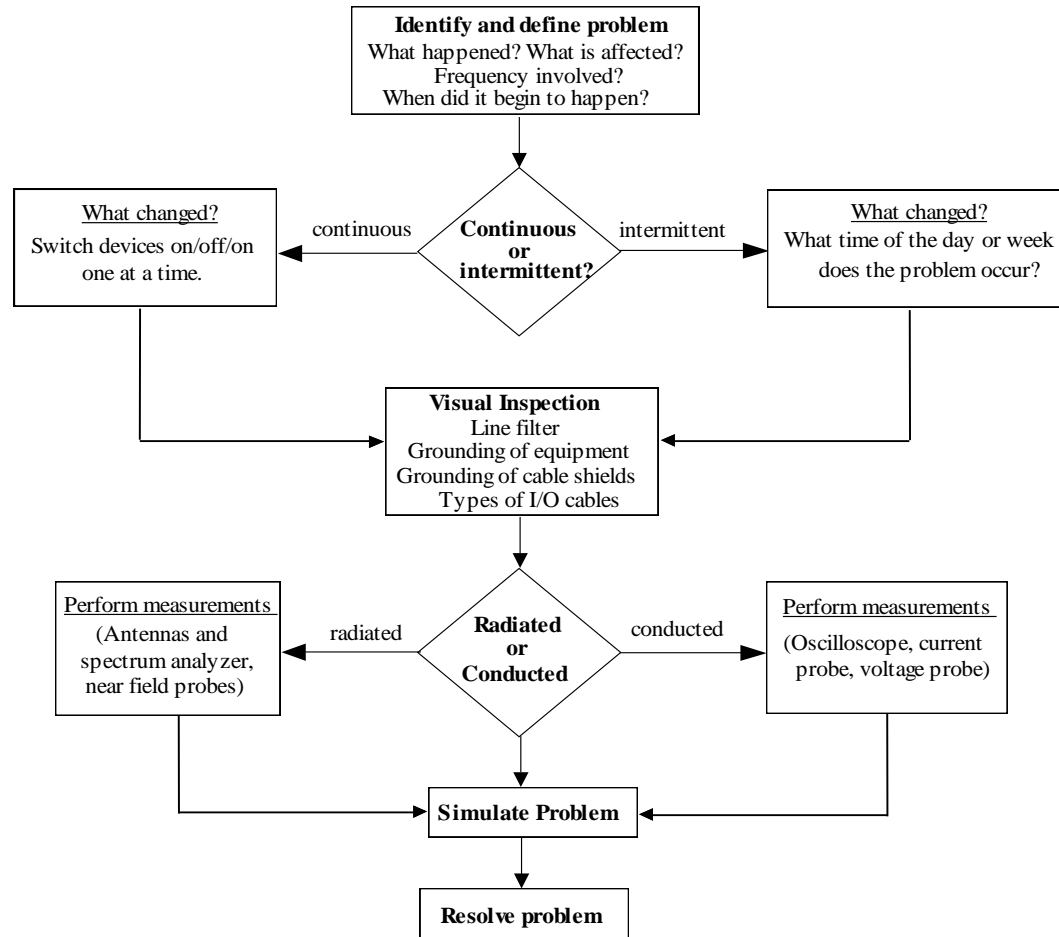 Identify and define problem
What happened? What is affected?
Frequency involved?
When did it begin to happen?
What changed?
Switch devices on/off/on
one at a time.
continuous
Continuous
or
intermittent?
intermittent
What changed?
What time of the day or week
does the problem occur?
Visual Inspection
Line filter
Grounding of equipment
Grounding of cable shields
Types of I/O cables
Perform measurements
(Antennas and
spectrum analyzer,
near field probes)
radiated
Radiated
or
Conducted
conducted
Perform measurements
(Oscilloscope, current
probe, voltage probe)
Simulate Problem
Resolve problem